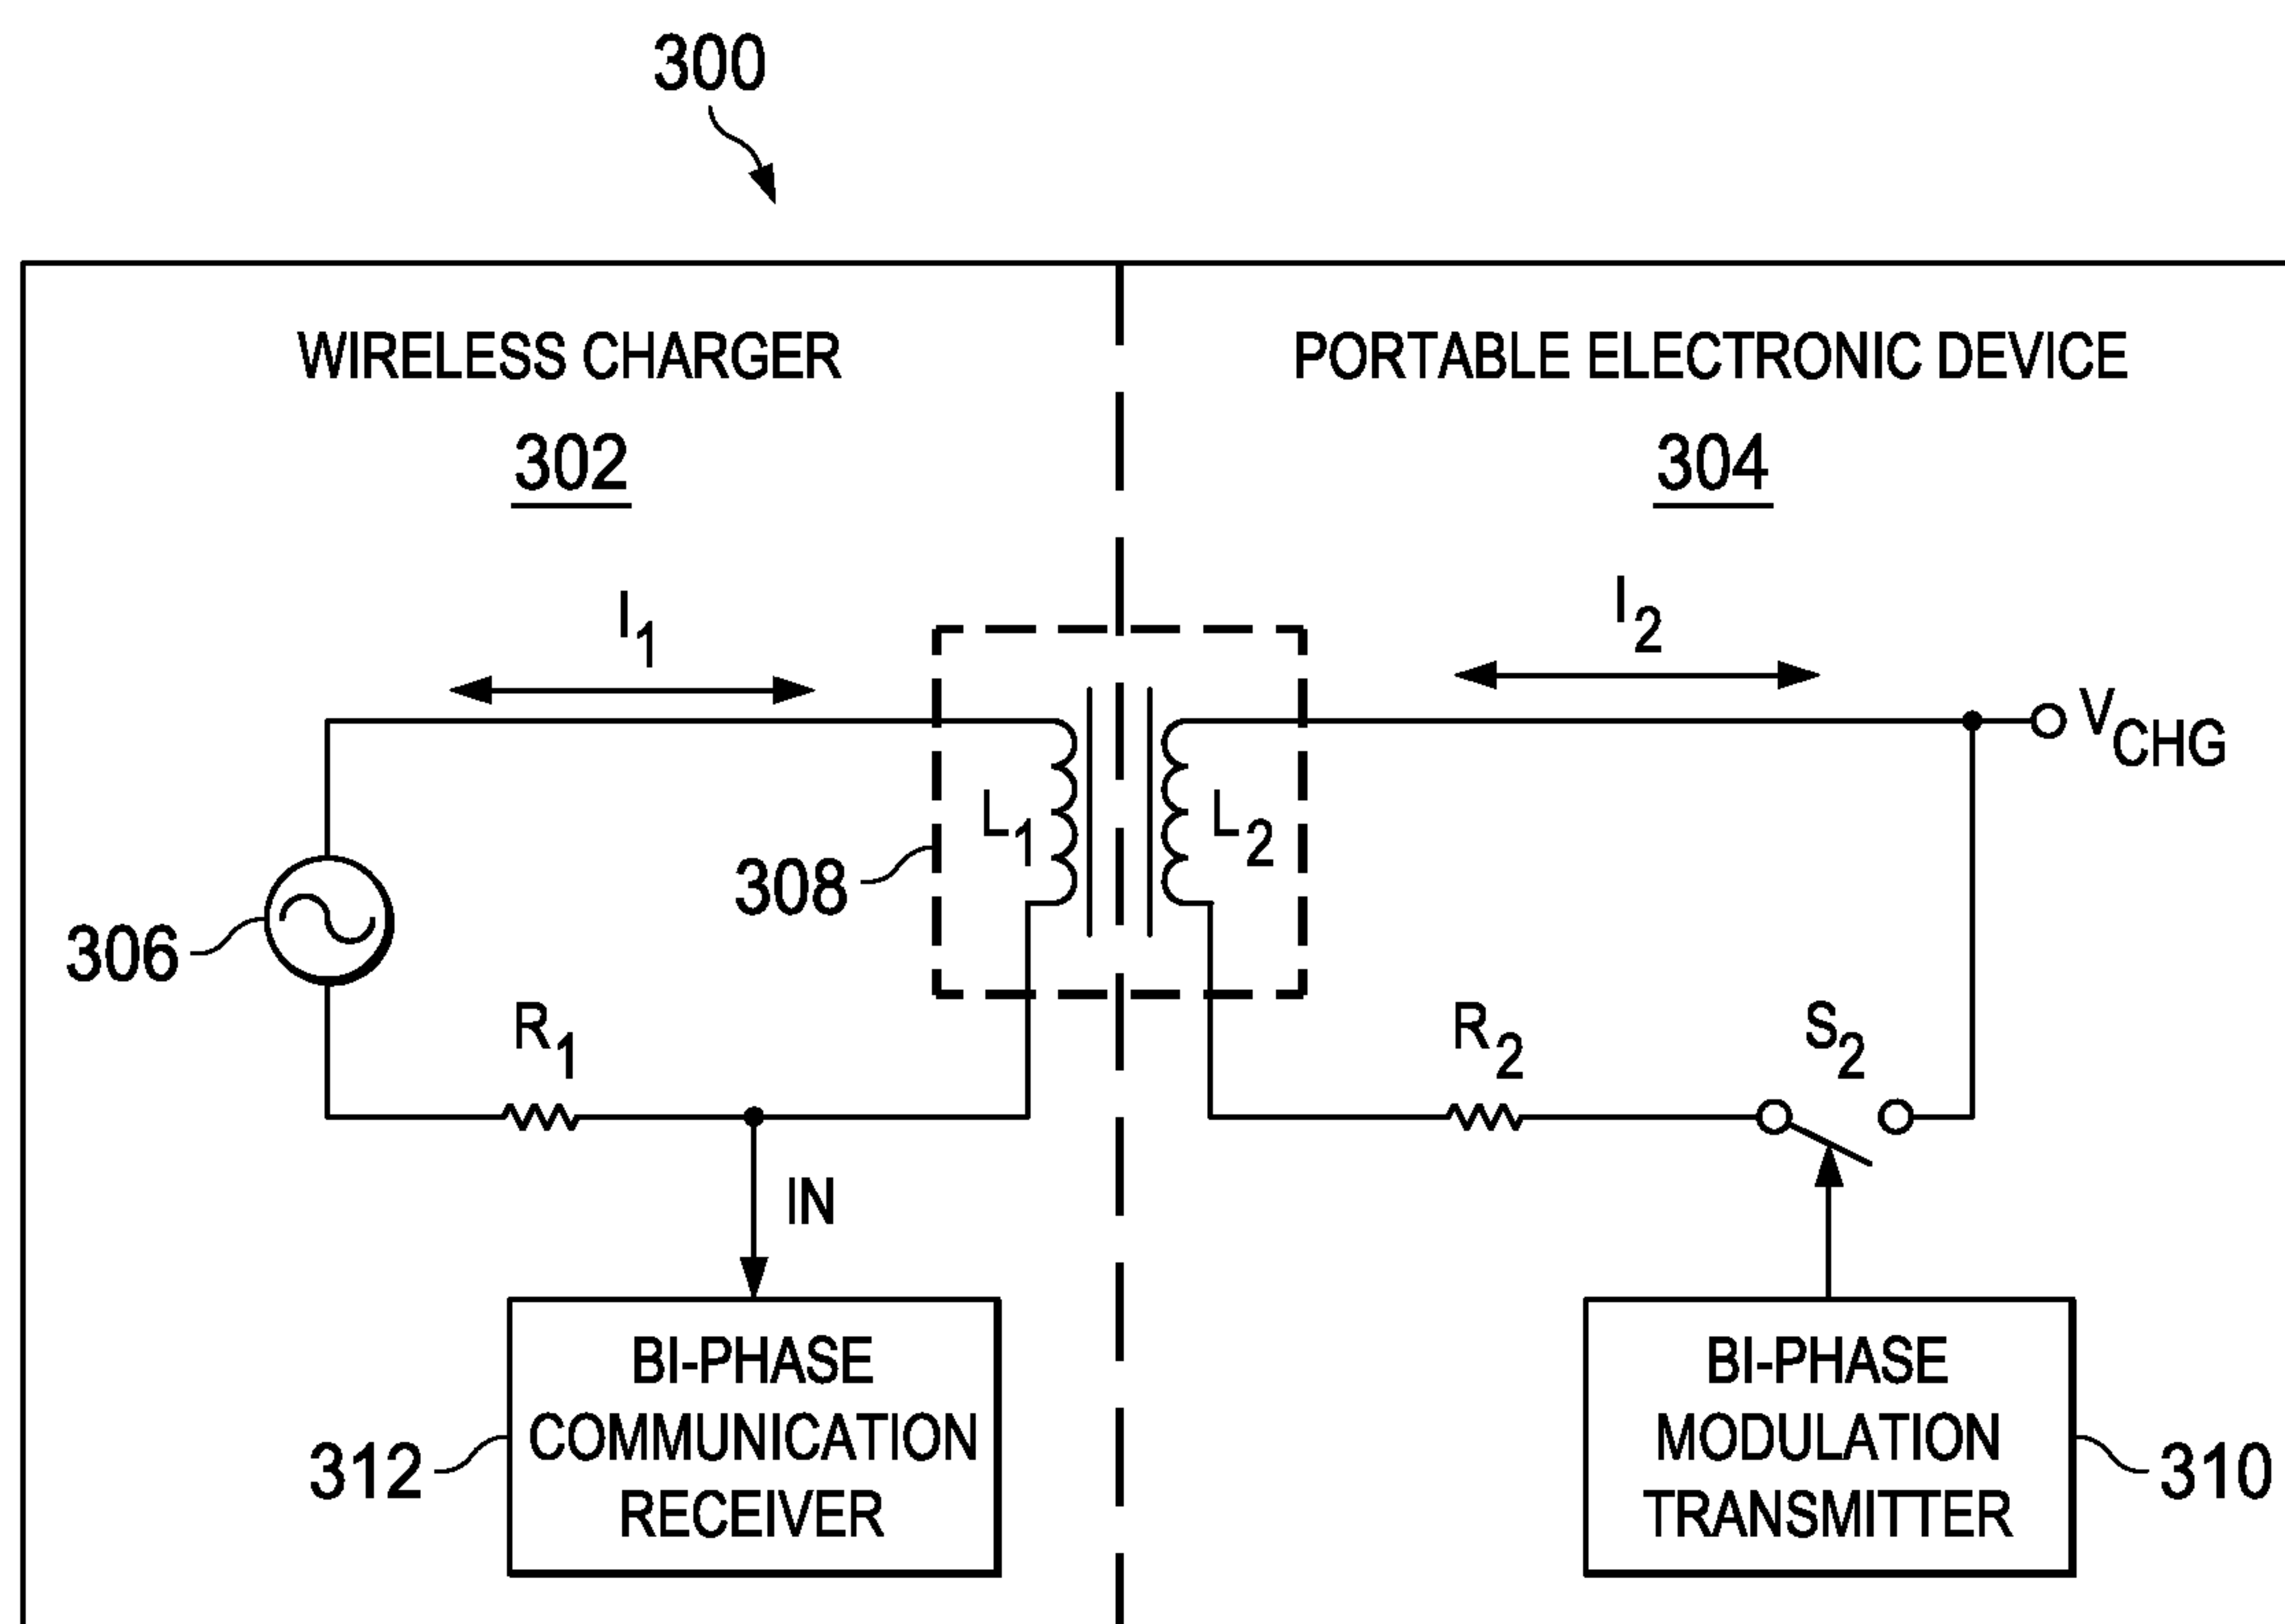 300
WIRELESS CHARGER
302
PORTABLE ELECTRONIC DEVICE
304
I1
I2
VCHG
L1
L2
308
306
R1
R2
S2
IN
BI-PHASE
COMMUNICATION
RECEIVER
312
BI-PHASE
MODULATION
TRANSMITTER
310